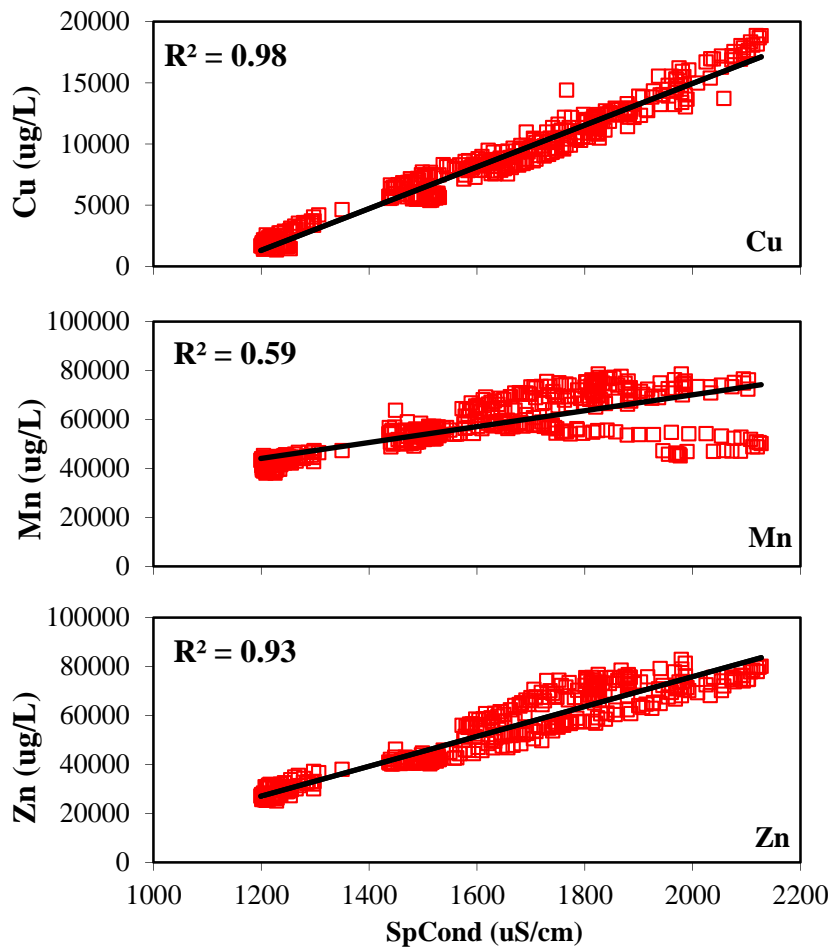 20000
15000
10000
5000
0
Cu (ug/L)
R² = 0.98
Cu
100000
80000
60000
40000
20000
0
Mn (ug/L)
R² = 0.59
Mn
100000
80000
60000
40000
20000
0
Zn (ug/L)
R² = 0.93
Zn
1000 1200 1400 1600 1800 2000 2200
SpCond (uS/cm)